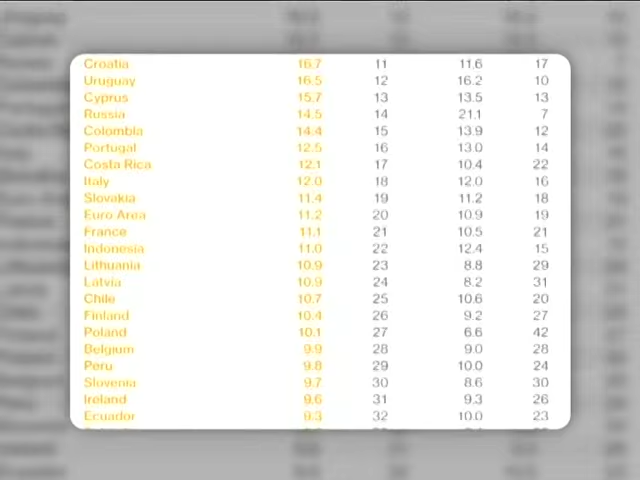 Croatia 16.7 11 11.6 17
Uruguay 16.5 12 16.2 10
Cyprus 15.7 13 13.5 13
Russia 14.5 14 21.1 7
Colombia 14.4 15 13.9 12
Portugal 12.5 16 13.0 14
Costa Rica 12.1 17 10.4 22
Italy 12.0 18 12.0 16
Slovakia 11.4 19 11.2 18
Euro Area 11.2 20 10.9 19
France 11.1 21 10.5 21
Indonesia 11.0 22 12.4 15
Lithuania 10.9 23 8.8 29
Latvia 10.9 24 8.2 31
Chile 10.7 25 10.6 20
Finland 10.4 26 9.2 27
Poland 10.1 27 6.6 42
Belgium 9.9 28 9.0 28
Peru 9.8 29 10.0 24
Slovenia 9.7 30 8.6 30
Ireland 9.6 31 9.3 26
Ecuador 9.3 32 10.0 23